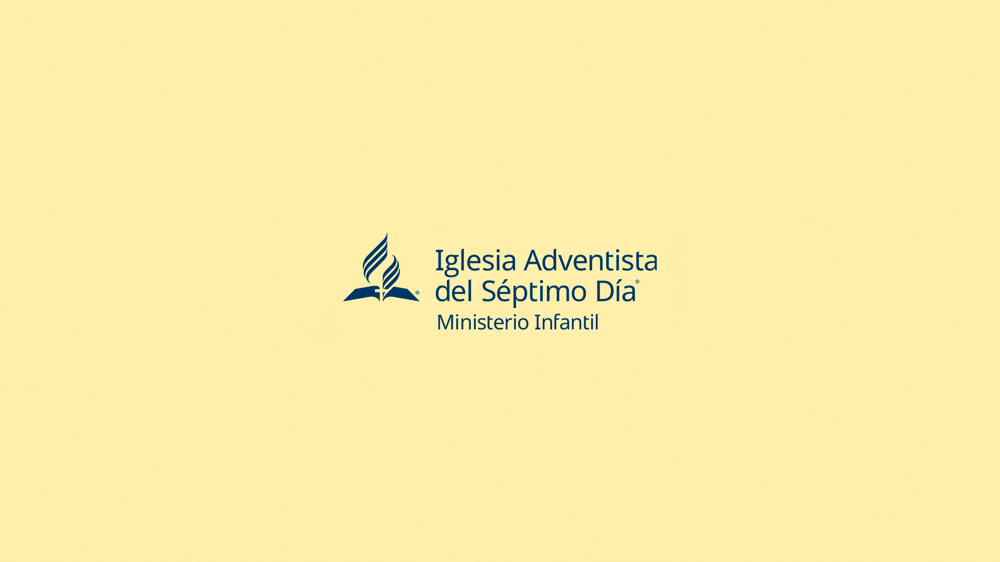 Iglesia Adventista
del Séptimo Día®
Ministerio Infantil